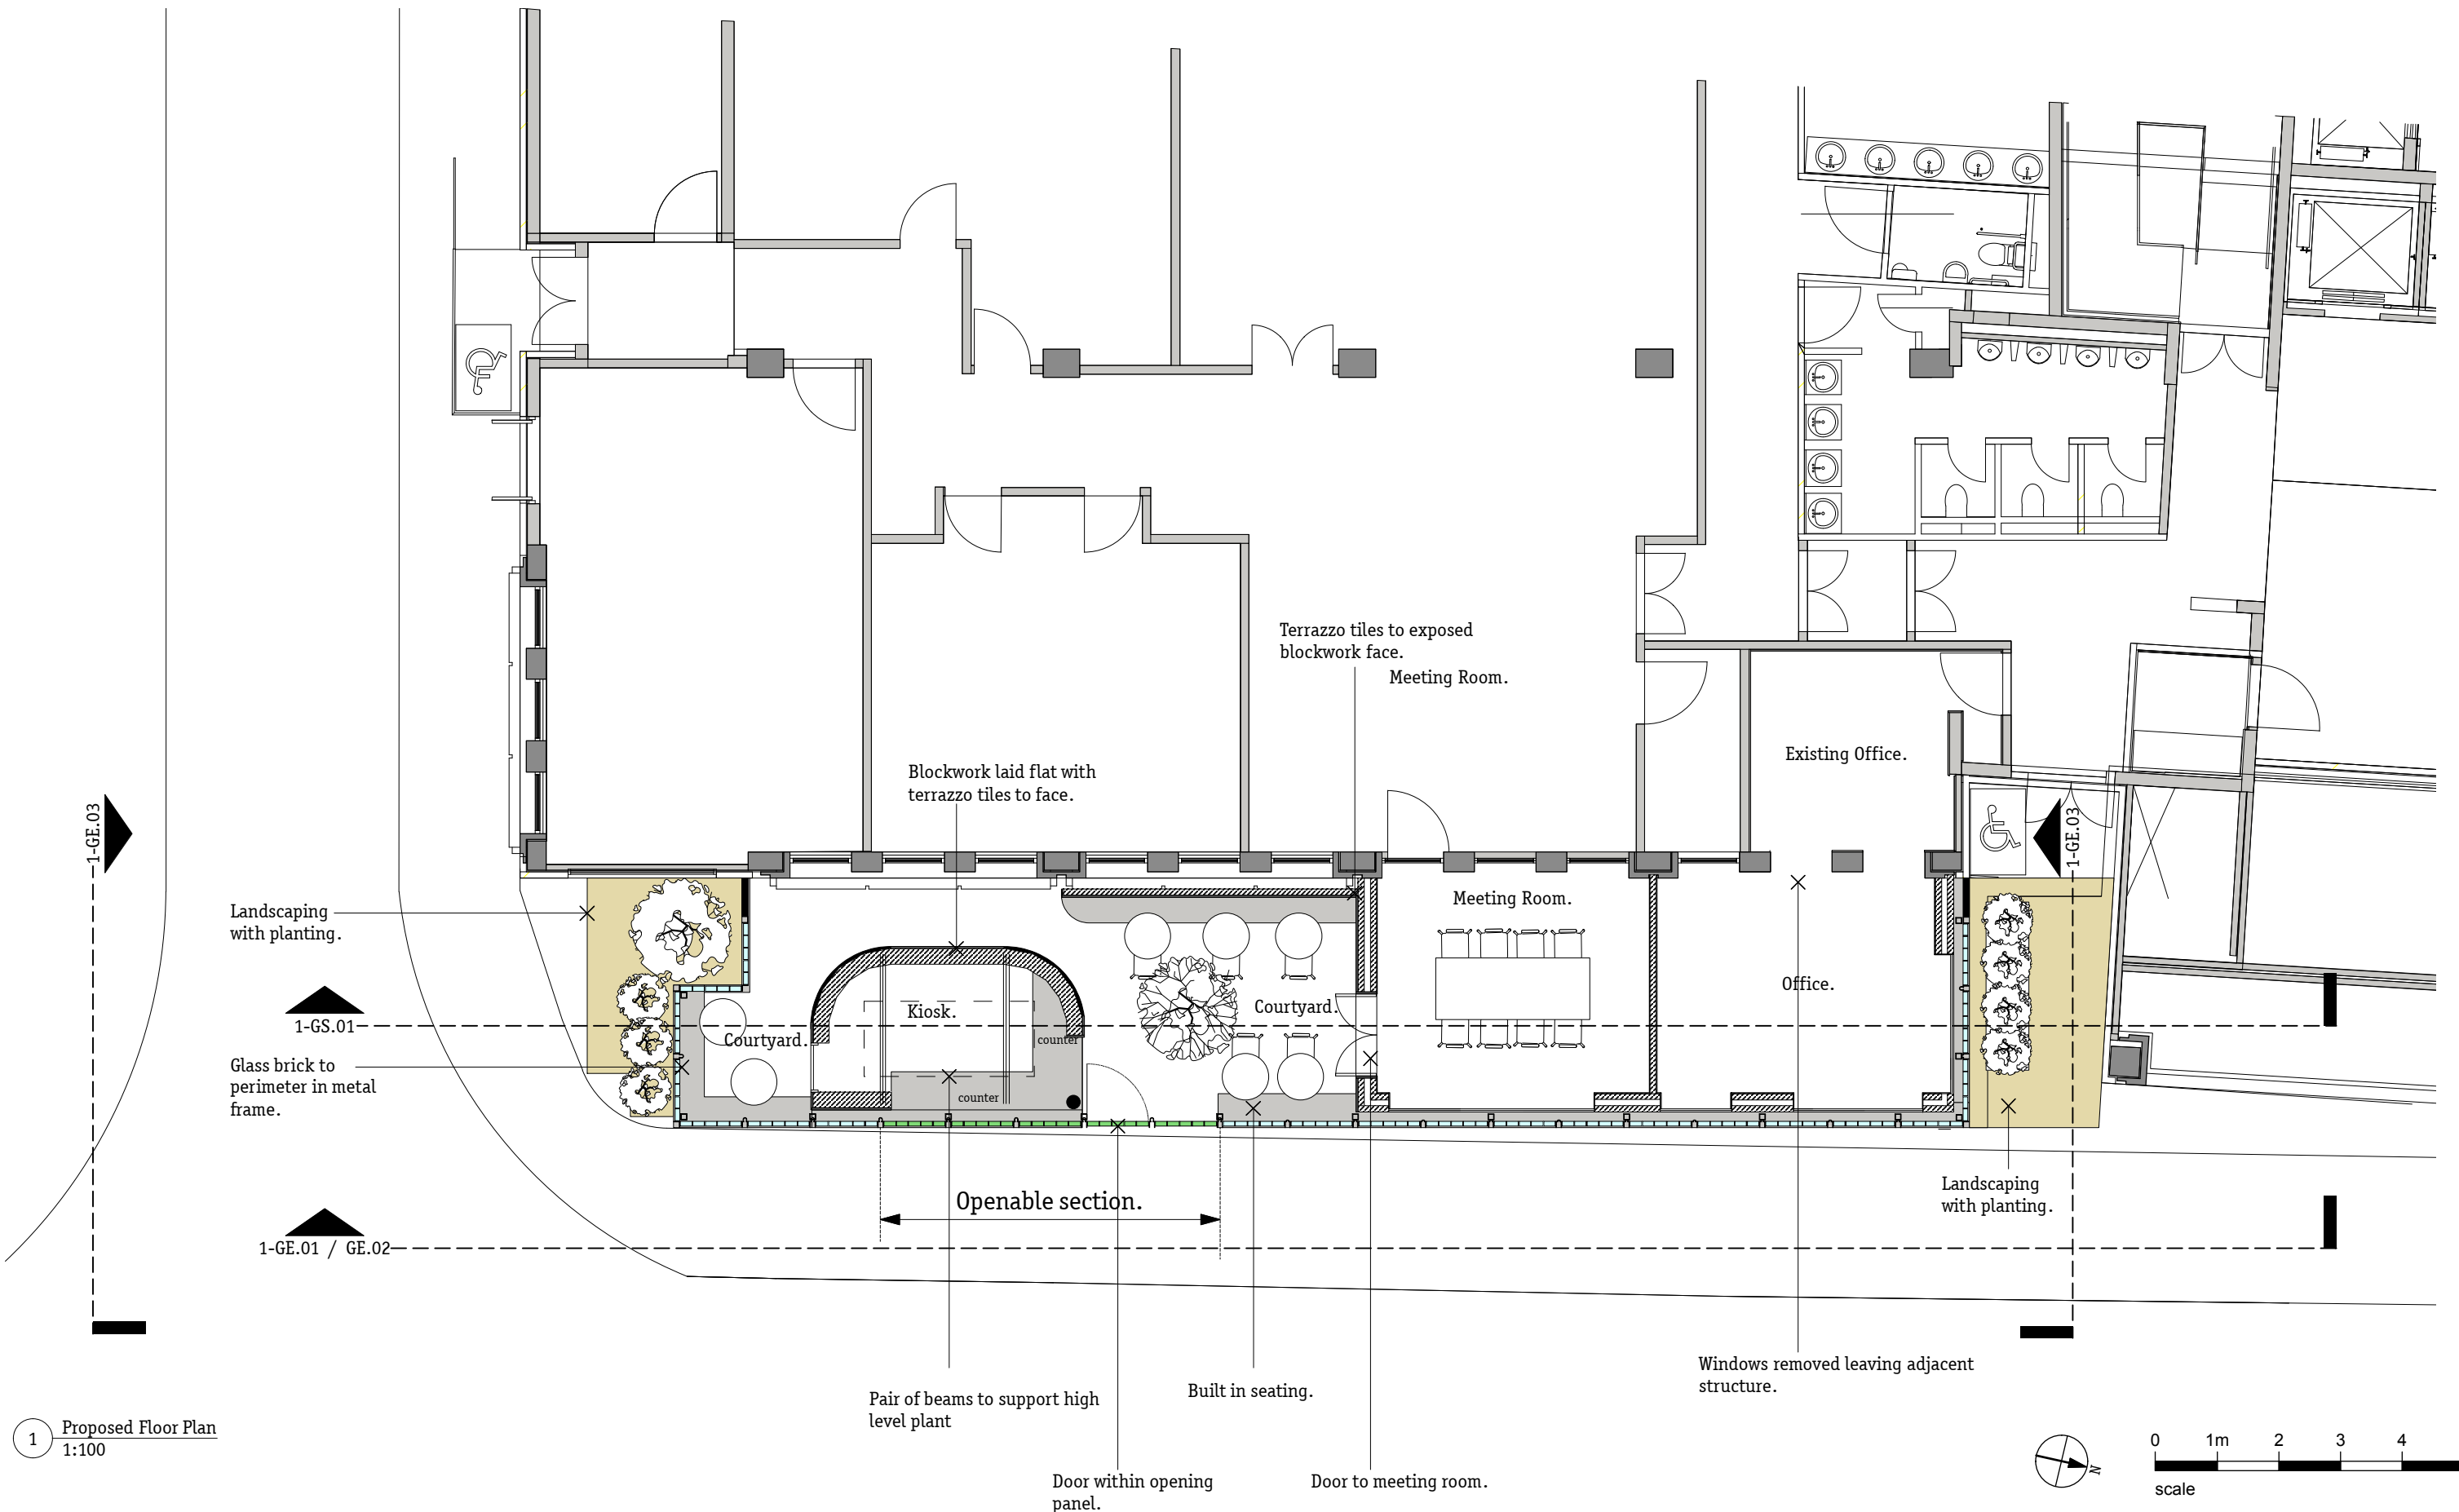 Terrazzo tiles to exposed
blockwork face.
Meeting Room.
Existing Office.
Blockwork laid flat with
terrazzo tiles to face.
1-GE.03
1-GE.03
Landscaping
with planting.
Meeting Room.
Office.
Kiosk.
Courtyard.
1-GS.01
Courtyard.
counter
Glass brick to
perimeter in metal
frame.
counter
Openable section.
Landscaping
with planting.
1-GE.01 / GE.02
Windows removed leaving adjacent
structure.
Pair of beams to support high
level plant
Built in seating.
1
Proposed Floor Plan
1:100
Door within opening
panel.
Door to meeting room.
N
0 1m 2 3 4
scale